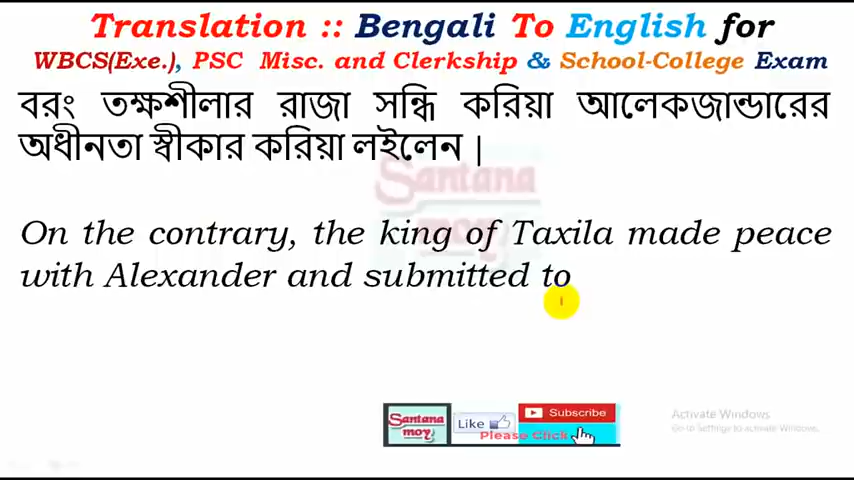 Translation :: Bengali To English for
WBCS(Exe.), PSC Misc. and Clerkship & School-College Exam
বরং তক্ষশীলার রাজা সন্ধি করিয়া আলেকজান্ডারের
অধীনতা স্বীকার করিয়া লইলেন |
Santana
moy
On the contrary, the king of Taxila made peace
with Alexander and submitted to
Santana
moy
Like
Subscribe
Please Click
Activate Windows
Go to Settings to activate Windows.